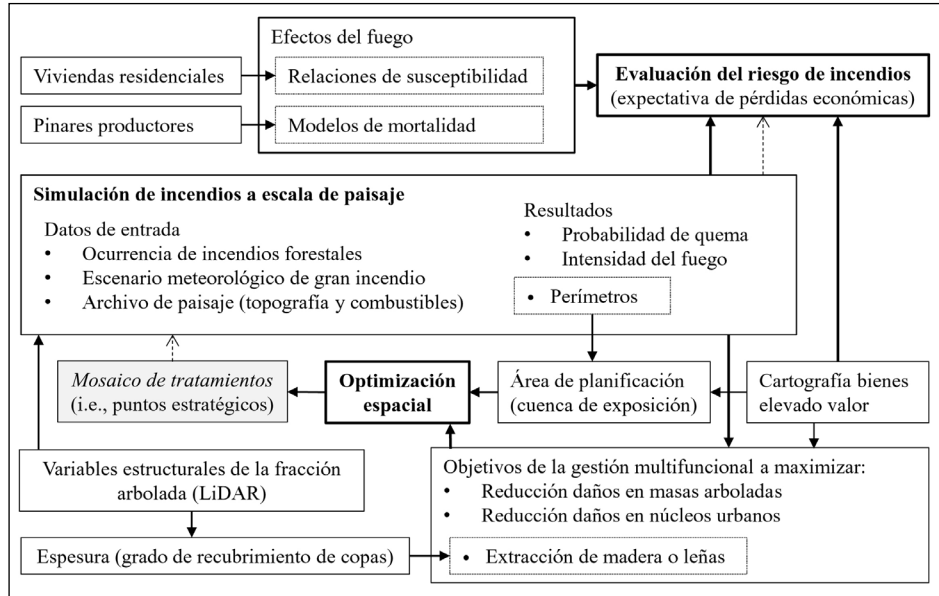 Efectos del fuego
Viviendas residenciales
Relaciones de susceptibilidad
Pinares productores
Modelos de mortalidad
Evaluación del riesgo de incendios
(expectativa de pérdidas económicas)
Simulación de incendios a escala de paisaje
Datos de entrada
• Ocurrencia de incendios forestales
• Escenario meteorológico de gran incendio
• Archivo de paisaje (topografía y combustibles)
Resultados
• Probabilidad de quema
• Intensidad del fuego
• Perímetros
Mosaico de tratamientos
(i.e., puntos estratégicos)
Optimización
espacial
Área de planificación
(cuenca de exposición)
Cartografía bienes
elevado valor
Variables estructurales de la fracción
arbolada (LiDAR)
Espesura (grado de recubrimiento de copas)
Objetivos de la gestión multifuncional a maximizar:
• Reducción daños en masas arboladas
• Reducción daños en núcleos urbanos
• Extracción de madera o leñas